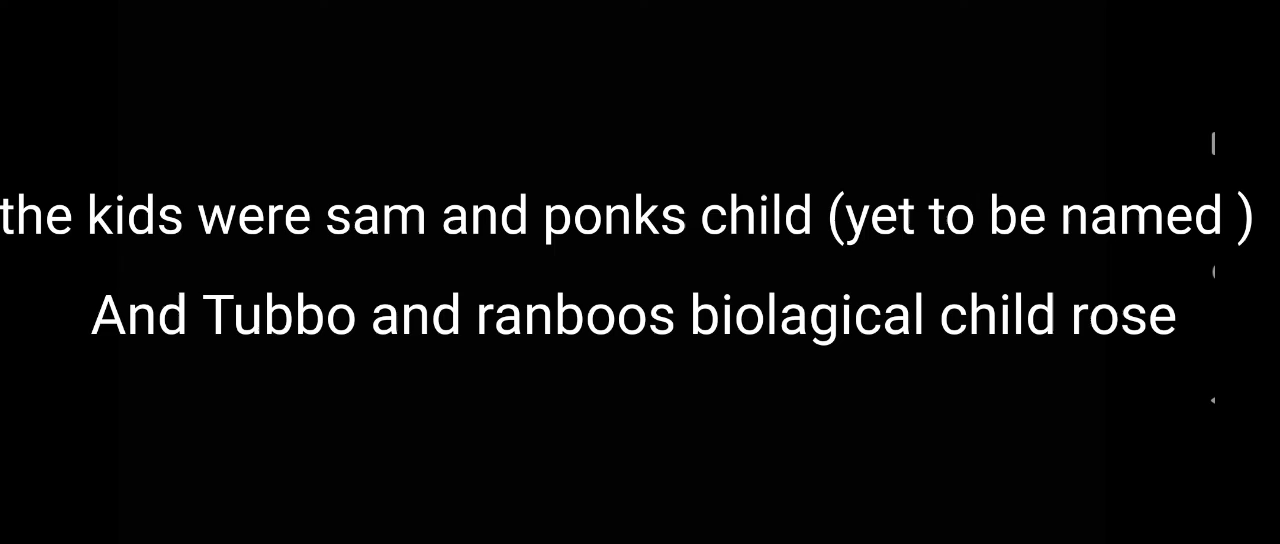 the kids were sam and ponks child (yet to be named )
And Tubbo and ranboos biolagical child rose